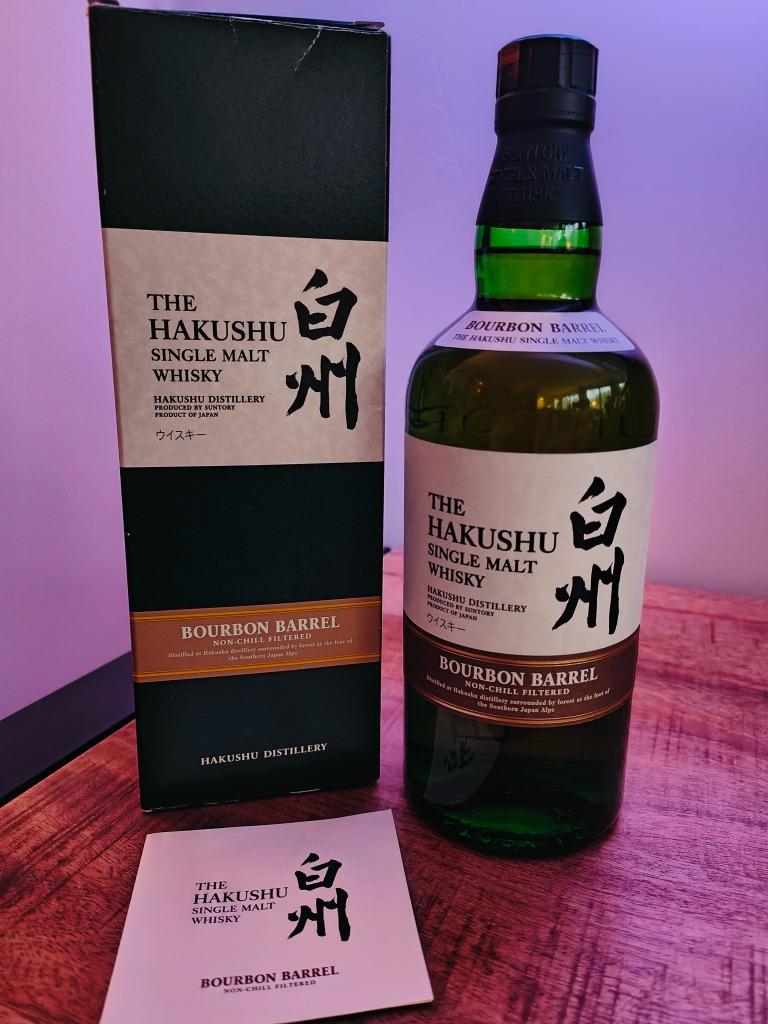 THE
HAKUSHU
SINGLE MALT
WHISKY
白州
HAKUSHU DISTILLERY
PRODUCED BY SUNTORY
PRODUCT OF JAPAN
ウイスキー
BOURBON BARREL
NON-CHILL FILTERED
Distilled at Hakushu distillery surrounded by forest at the foot of
the Southern Japan Alps
HAKUSHU DISTILLERY
SUNTORY
SINGLE MALT
WHISKY
BOURBON BARREL
THE HAKUSHU SINGLE MALT WHISKY
THE
HAKUSHU
SINGLE MALT
WHISKY
白州
HAKUSHU DISTILLERY
PRODUCED BY SUNTORY
PRODUCT OF JAPAN
ウイスキー
BOURBON BARREL
NON-CHILL FILTERED
Distilled at Hakushu distillery surrounded by forest at the foot of
the Southern Japan Alps
THE
HAKUSHU
SINGLE MALT
WHISKY
白州
BOURBON BARREL
NON-CHILL FILTERED